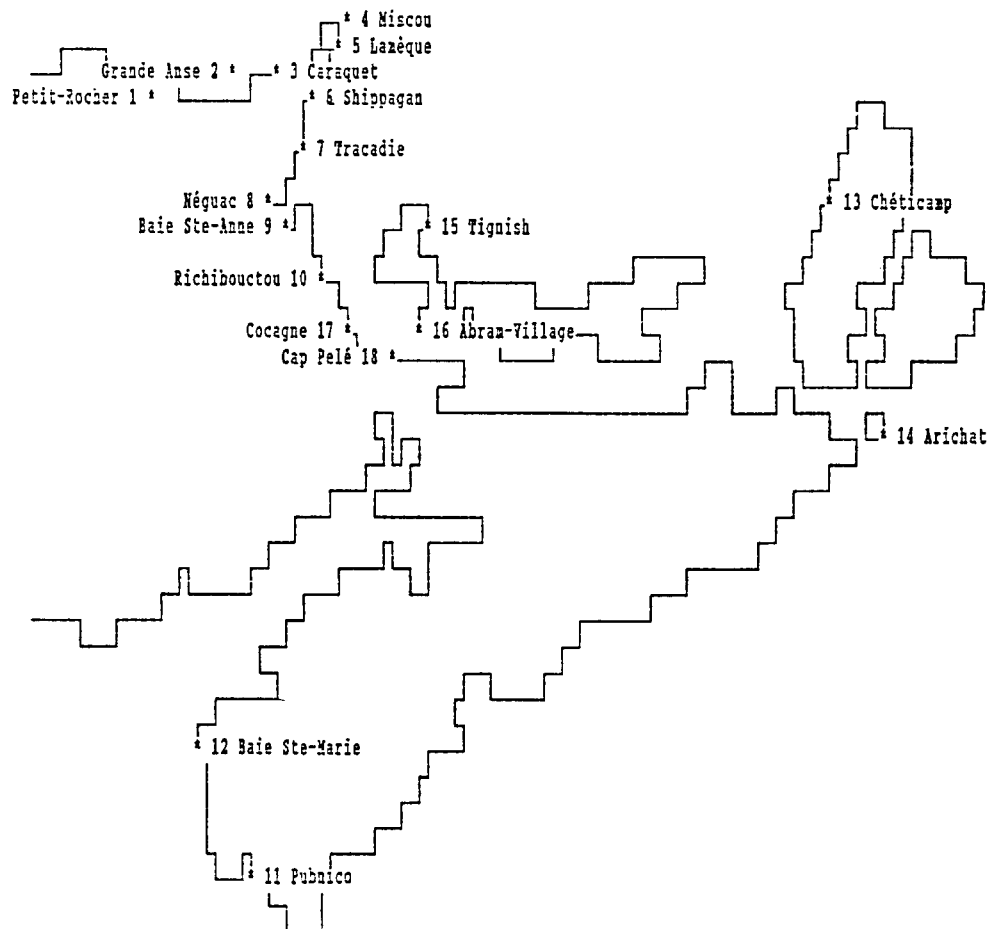 * 4 Miscou
* 5 Lamèque
Grande Anse 2 *
* 3 Caraquet
Petit-Rocher 1 *
* 6 Shippagan
* 7 Tracadie
Néguac 8 *
* 13 Chéticamp
Baie Ste-Anne 9 *
* 15 Tignish
Richibouctou 10 *
Cocagne 17 *
* 16 Abram-Village
Cap Pelé 18 *
* 14 Arichat
* 12 Baie Ste-Marie
* 11 Pubnico